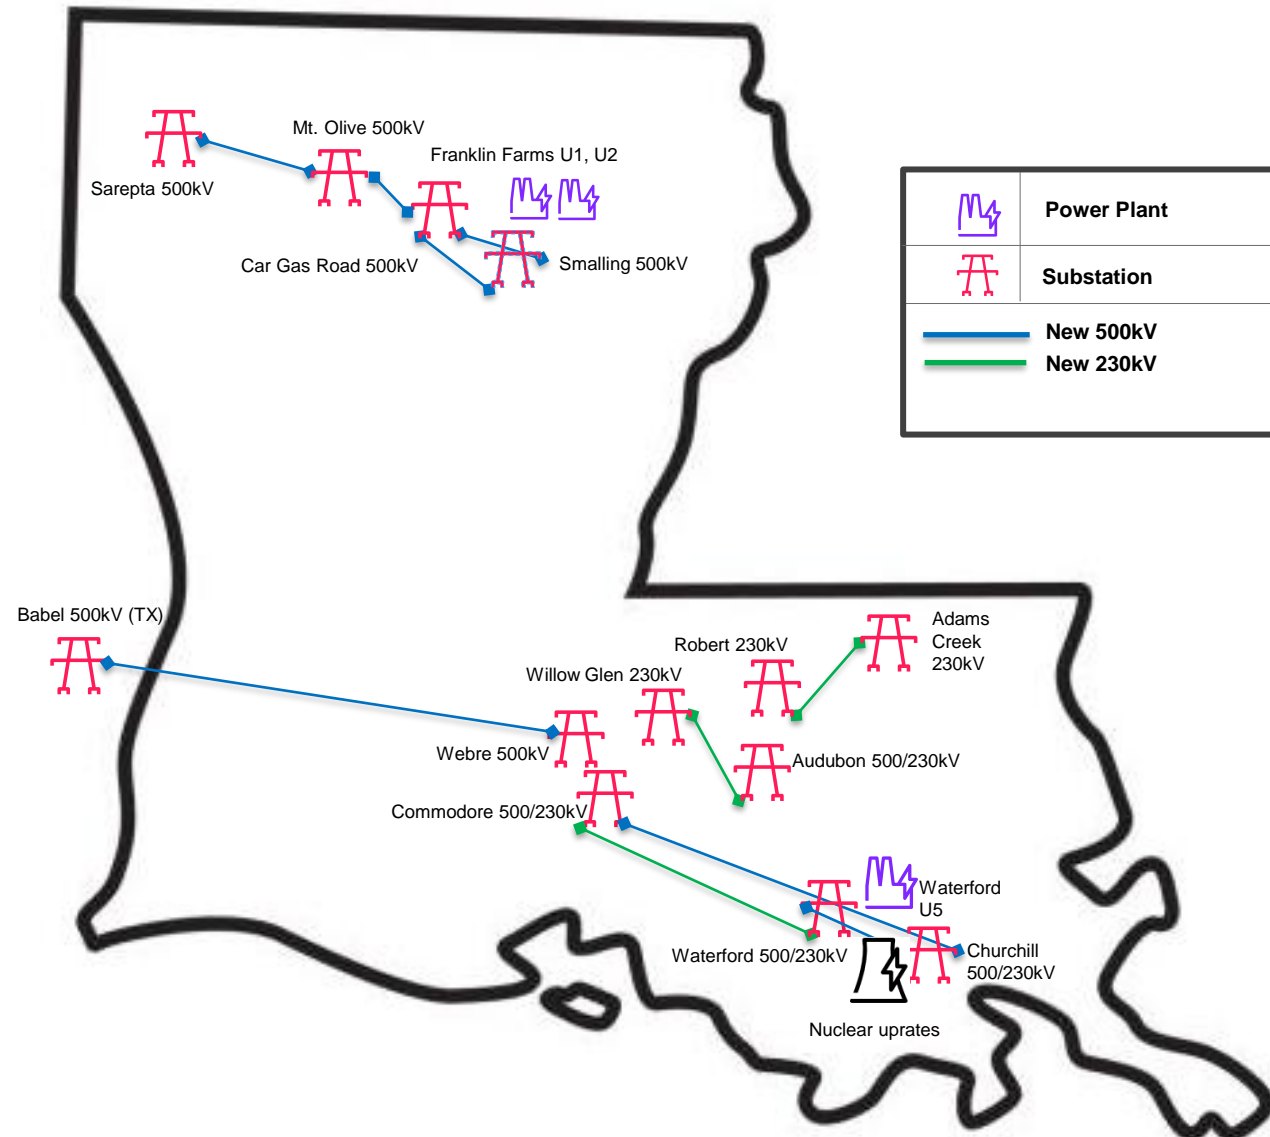 Mt. Olive 500kV
Franklin Farms U1, U2
Sarepta 500kV
Car Gas Road 500kV
Smalling 500kV
Power Plant
Substation
New 500kV
New 230kV
Babel 500kV (TX)
Adams
Creek
230kV
Robert 230kV
Willow Glen 230kV
Webre 500kV
Audubon 500/230kV
Commodore 500/230kV
Waterford
U5
Waterford 500/230kV
Churchill
500/230kV
Nuclear uprates